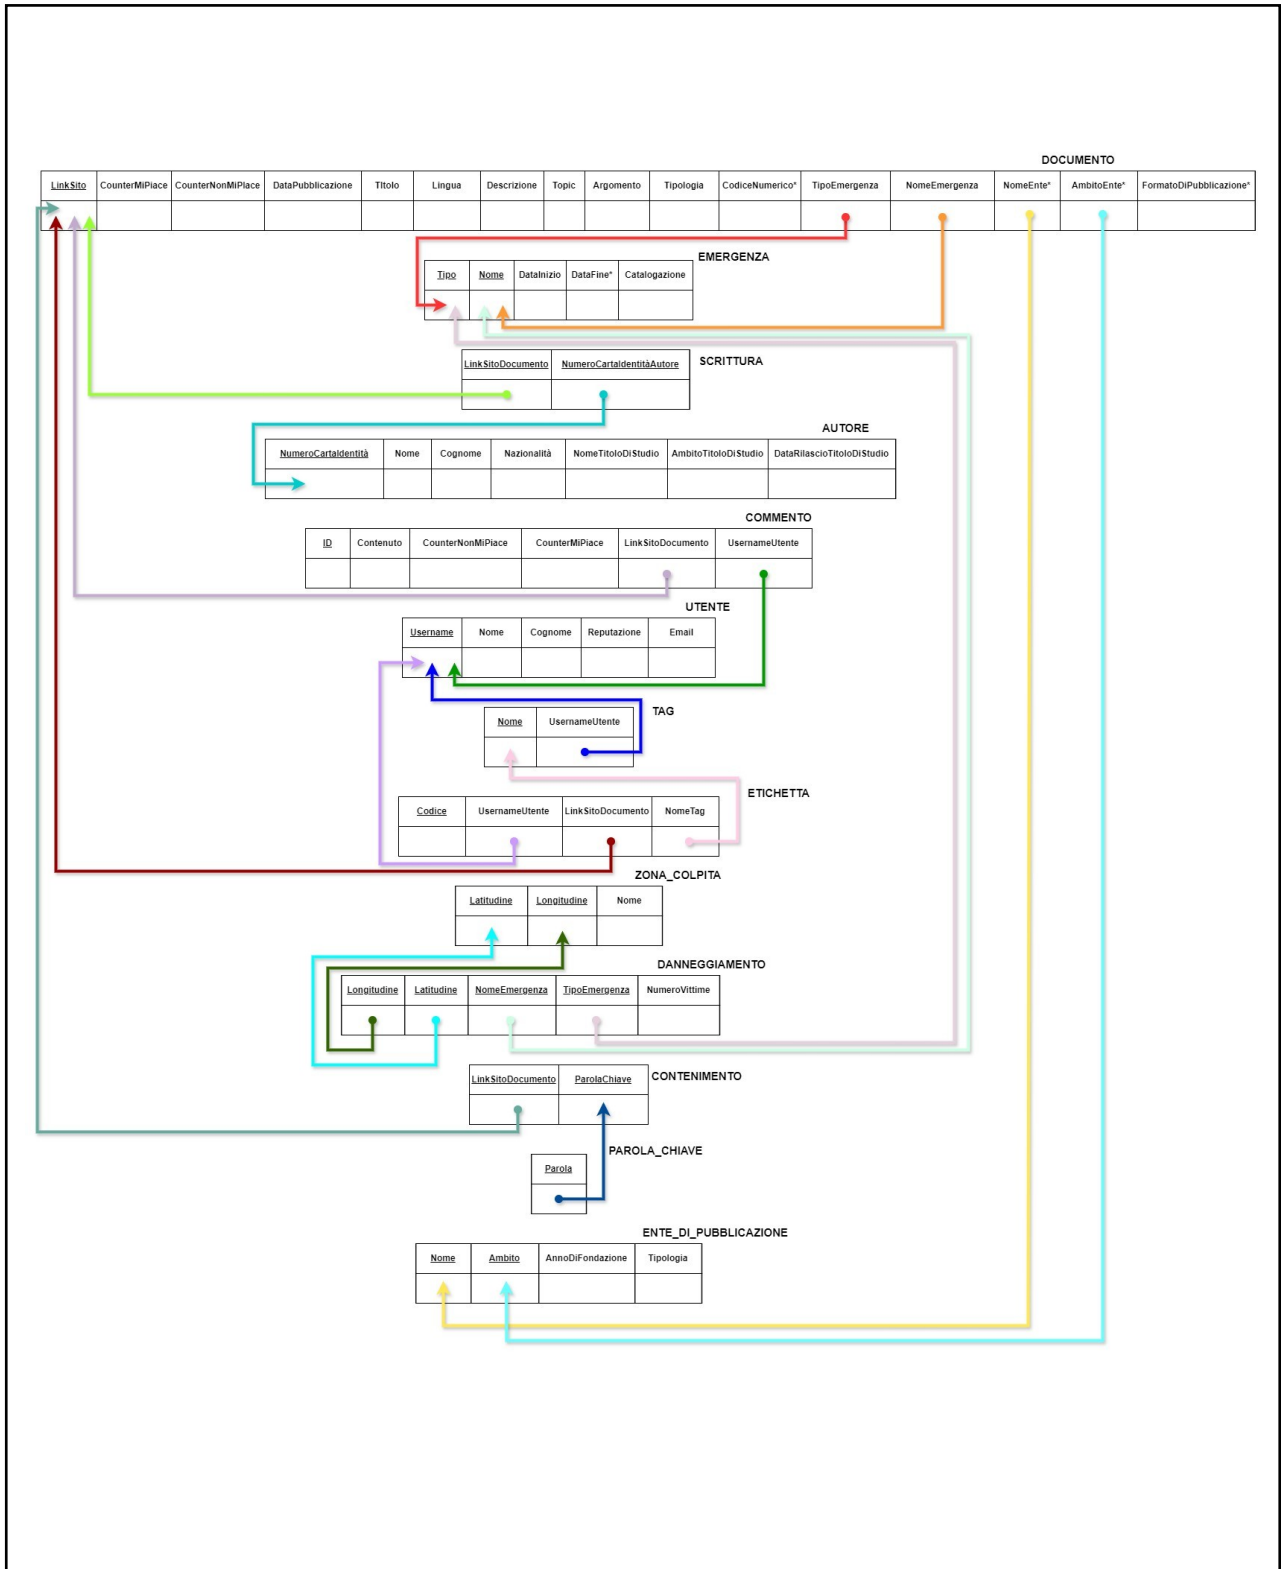 DOCUMENTO
LinkSito CounterMiPiace CounterNonMiPIace DataPubblicazione TItolo Lingua Descrizione Topic Argomento Tipologia CodiceNumerico* TipoEmergenza NomeEmergenza NomeEnte* AmbitoEnte* FormatoDiPubblicazione*
EMERGENZA
Tipo Nome DataInizio DataFine* Catalogazione
SCRITTURA
LinkSitoDocumento NumeroCartaIdentitàAutore
AUTORE
NumeroCartaIdentità Nome Cognome Nazionalità NomeTitoloDiStudio AmbitoTitoloDiStudio DataRilascioTitoloDiStudio
COMMENTO
ID Contenuto CounterNonMiPiace CounterMiPiace LinkSitoDocumento UsernameUtente
UTENTE
Username Nome Cognome Reputazione Email
TAG
Nome UsernameUtente
ETICHETTA
Codice UsernameUtente LinkSitoDocumento NomeTag
ZONA_COLPITA
Latitudine Longitudine Nome
DANNEGGIAMENTO
Longitudine Latitudine NomeEmergenza TipoEmergenza NumeroVittime
CONTENIMENTO
LinkSitoDocumento ParolaChiave
PAROLA_CHIAVE
Parola
ENTE_DI_PUBBLICAZIONE
Nome Ambito AnnoDiFondazione Tipologia